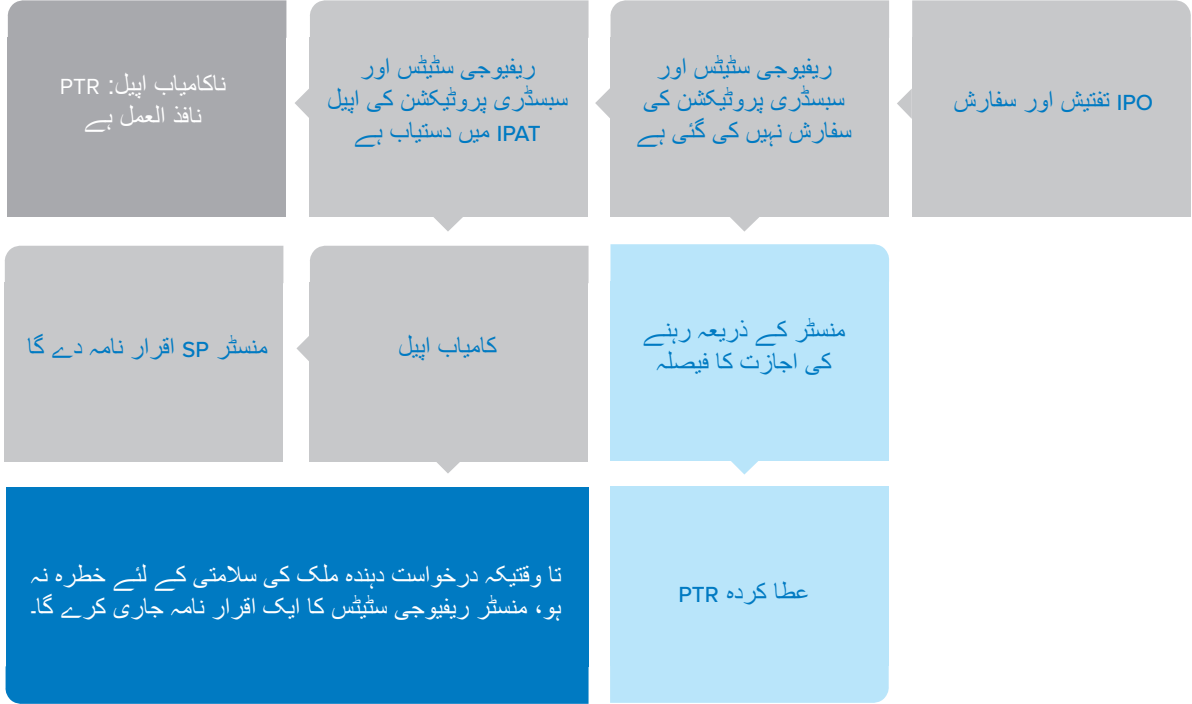 IPO تفتیش اور سفارش
ریفیوجی سٹیٹس اور
سبسڈری پروٹیکشن کی
سفارش نہیں کی گئی ہے
ریفیوجی سٹیٹس اور
سبسڈری پروٹیکشن کی اپیل
IPAT میں دستیاب ہے
ناکامیاب اپیل: PTR
نافذ العمل ہے
منسٹر کے ذریعہ رہنے
کی اجازت کا فیصلہ
کامیاب اپیل
منسٹر SP اقرار نامہ دے گا
عطا کردہ PTR
تا وقتیکہ درخواست دہندہ ملک کی سلامتی کے لئے خطرہ نہ
ہو، منسٹر ریفیوجی سٹیٹس کا ایک اقرار نامہ جاری کرے گا۔